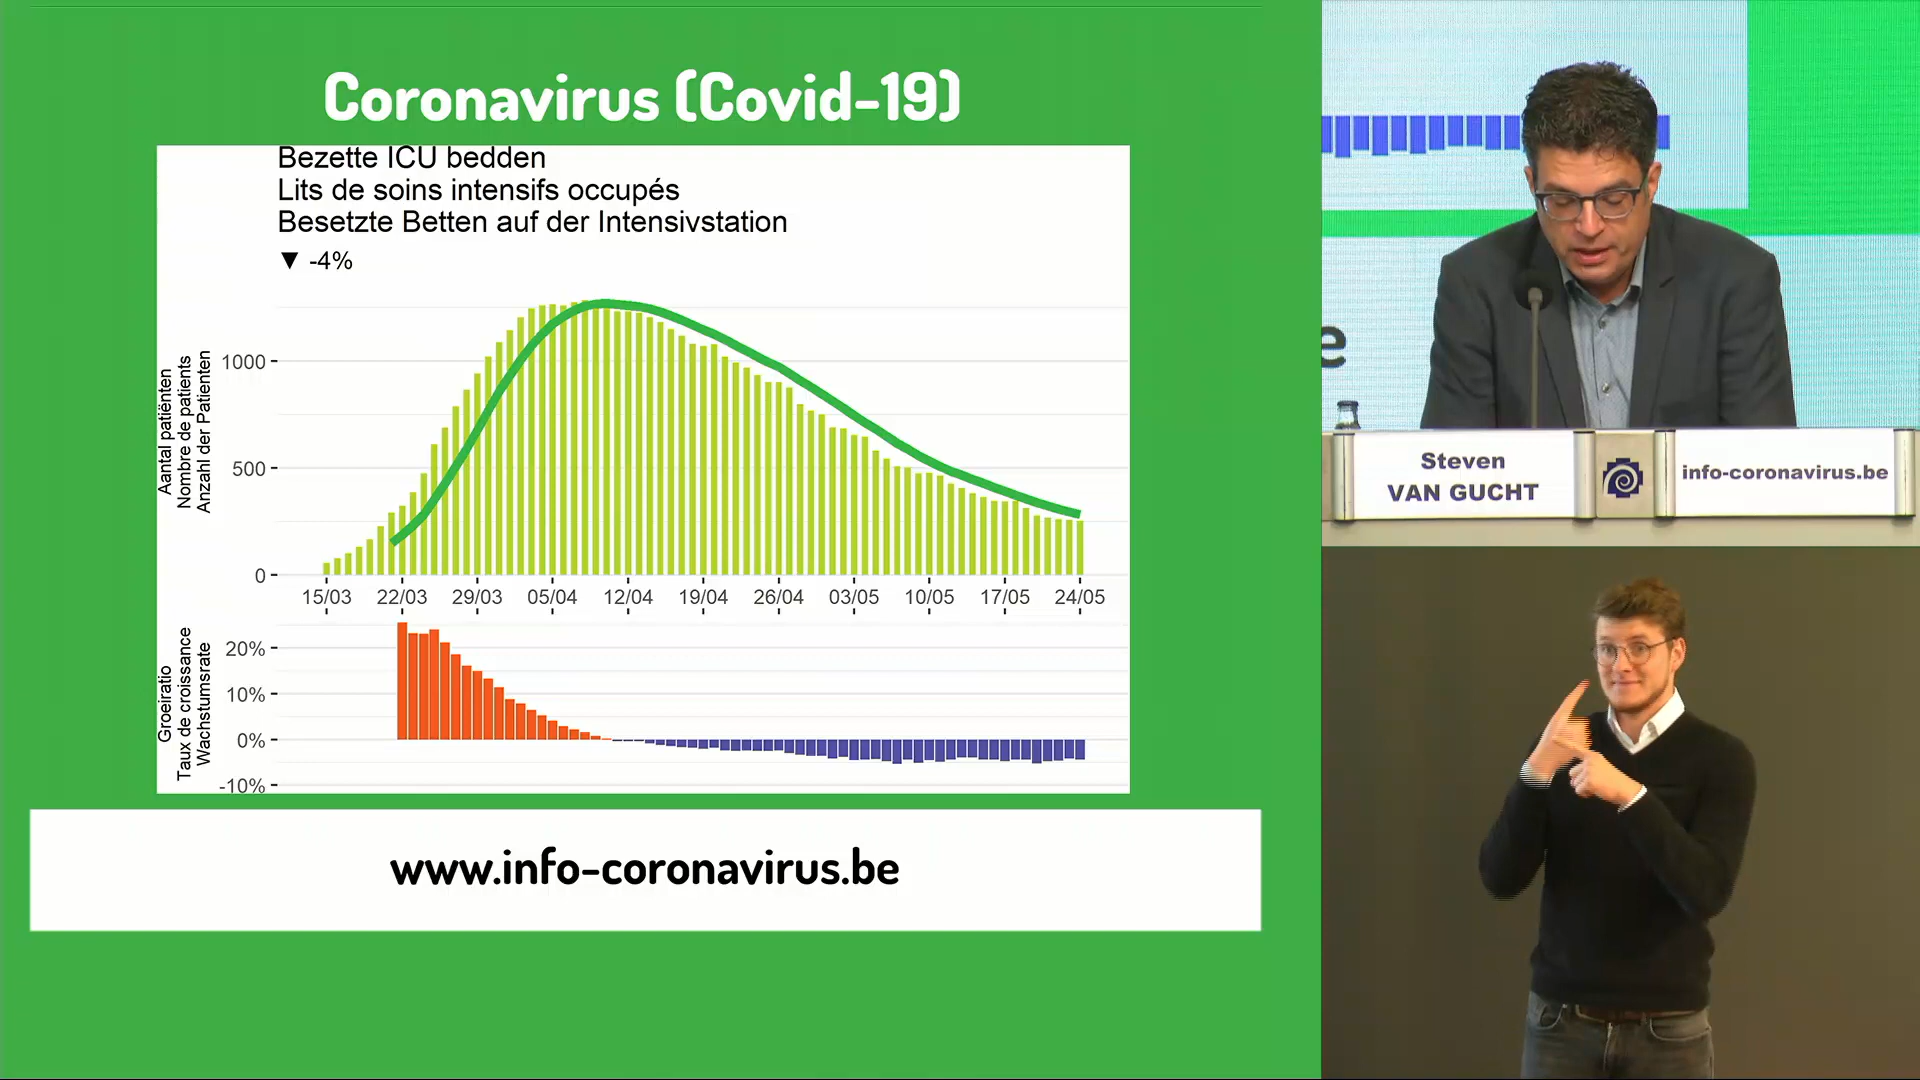 Coronavirus (Covid-19)
Bezette ICU bedden
Lits de soins intensifs occupés
Besetzte Betten auf der Intensivstation
▼ -4%
Aantal patiënten
Nombre de patients
Anzahl der Patienten
1000
500
0
15/03 22/03 29/03 05/04 12/04 19/04 26/04 03/05 10/05 17/05 24/05
Groeiratio
Taux de croissance
Wachstumsrate
20%
10%
0%
-10%
www.info-coronavirus.be
e
Steven
VAN GUCHT
info-coronavirus.be